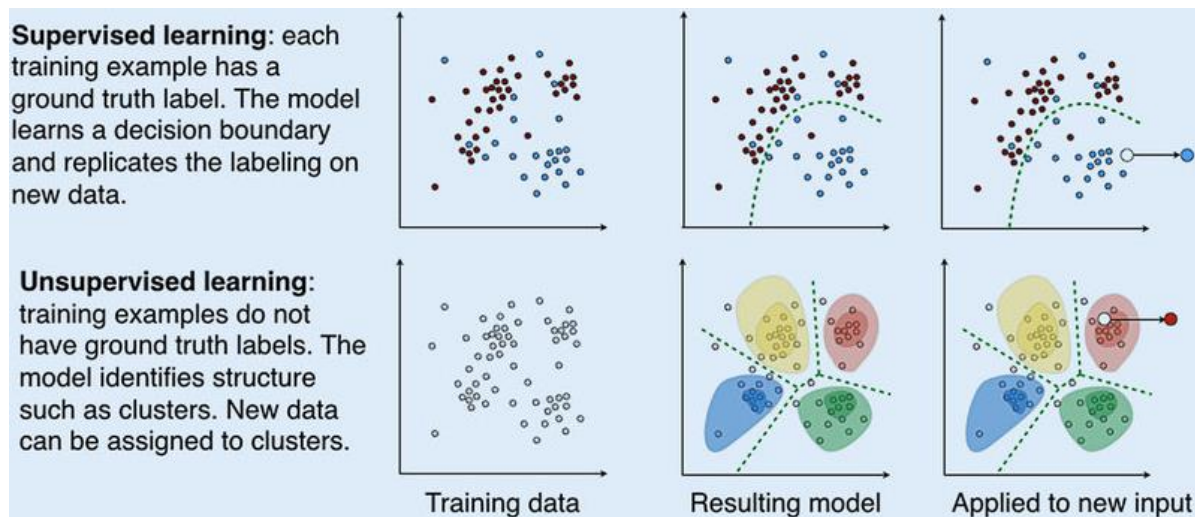 Supervised learning: each
training example has a
ground truth label. The model
learns a decision boundary
and replicates the labeling on
new data.
Unsupervised learning:
training examples do not
have ground truth labels. The
model identifies structure
such as clusters. New data
can be assigned to clusters.
Training data
Resulting model
Applied to new input